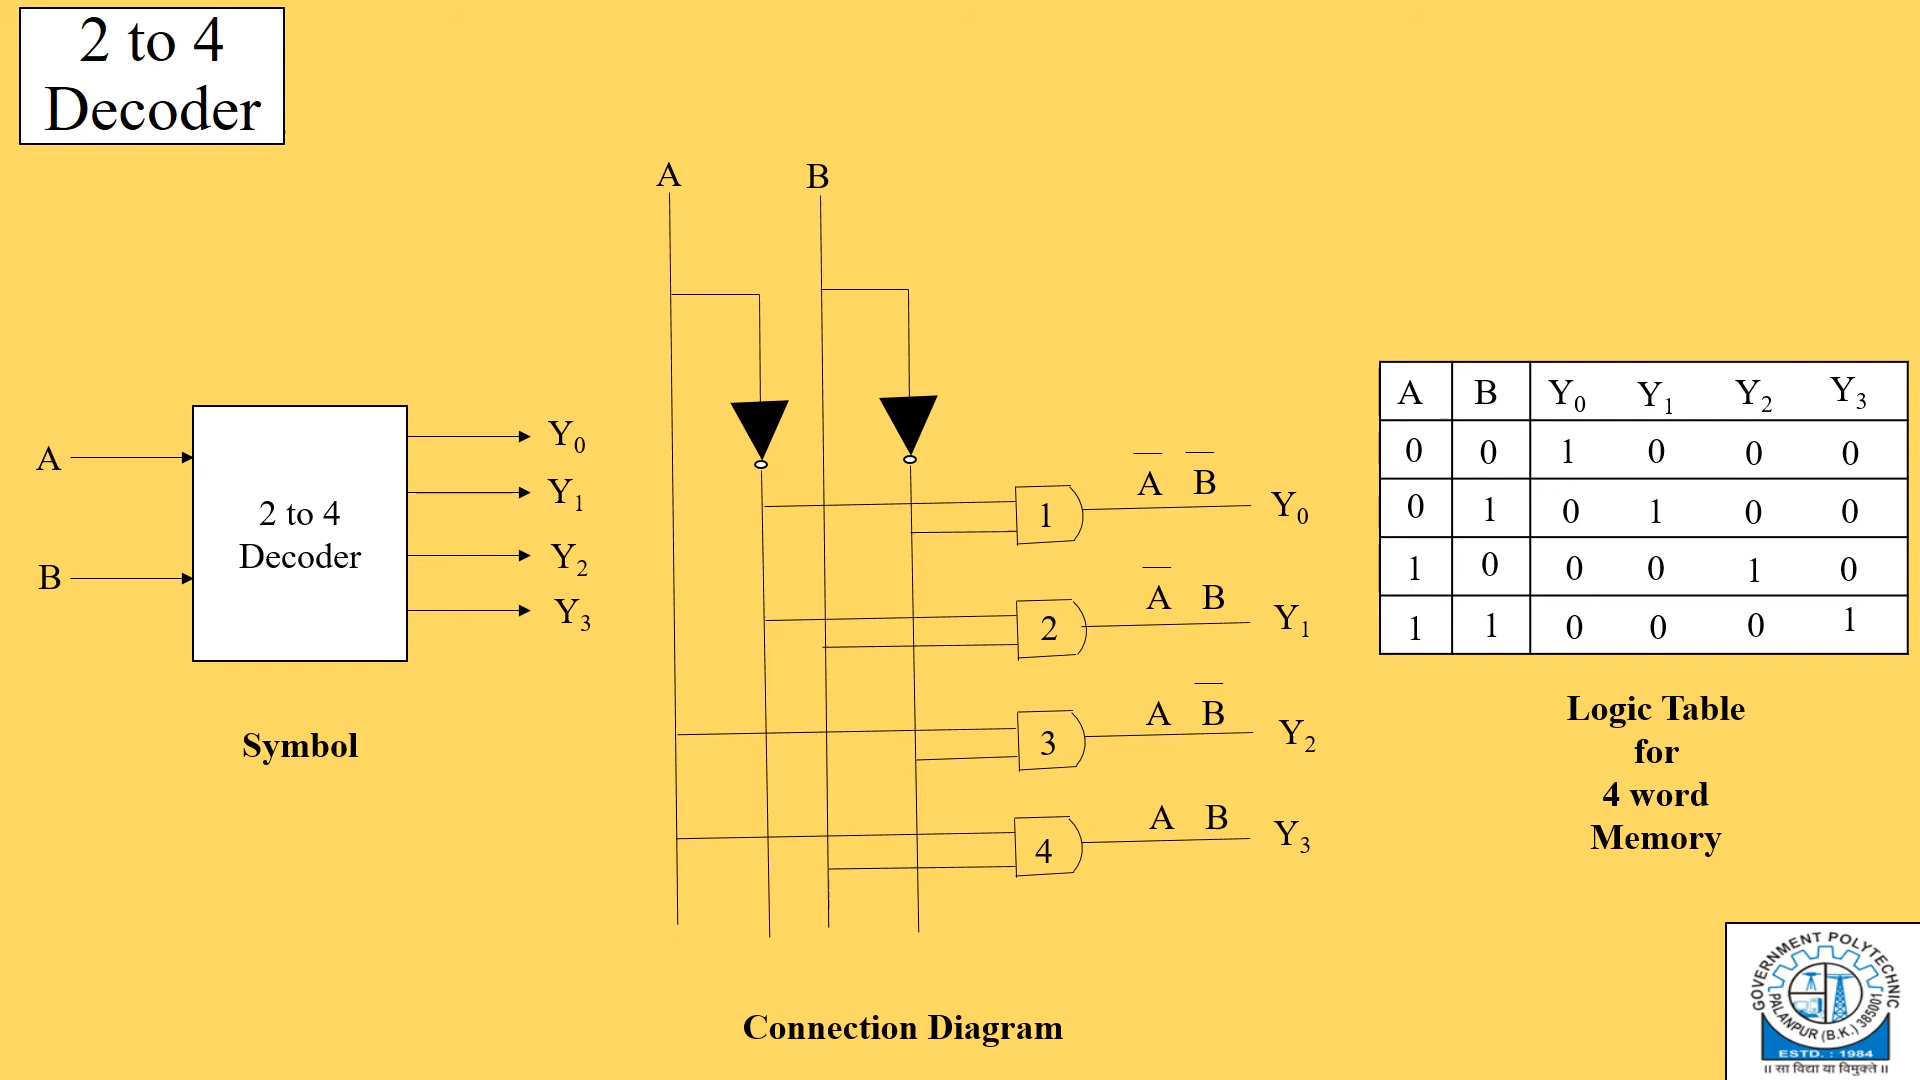 2 to 4
Decoder
A
B
2 to 4
Decoder
Y0
Y1
Y2
Y3
Symbol
A B
1
A̅ B̅
Y0
2
A̅ B
Y1
3
A B̅
Y2
4
A B
Y3
Connection Diagram
A B Y0 Y1 Y2 Y3
0 0 1 0 0 0
0 1 0 1 0 0
1 0 0 0 1 0
1 1 0 0 0 1
Logic Table
for
4 word
Memory
GOVERNMENT POLYTECHNIC
PALANPUR (B.K.) 385001
ESTD. : 1984
॥ सा विद्या या विमुक्ते ॥